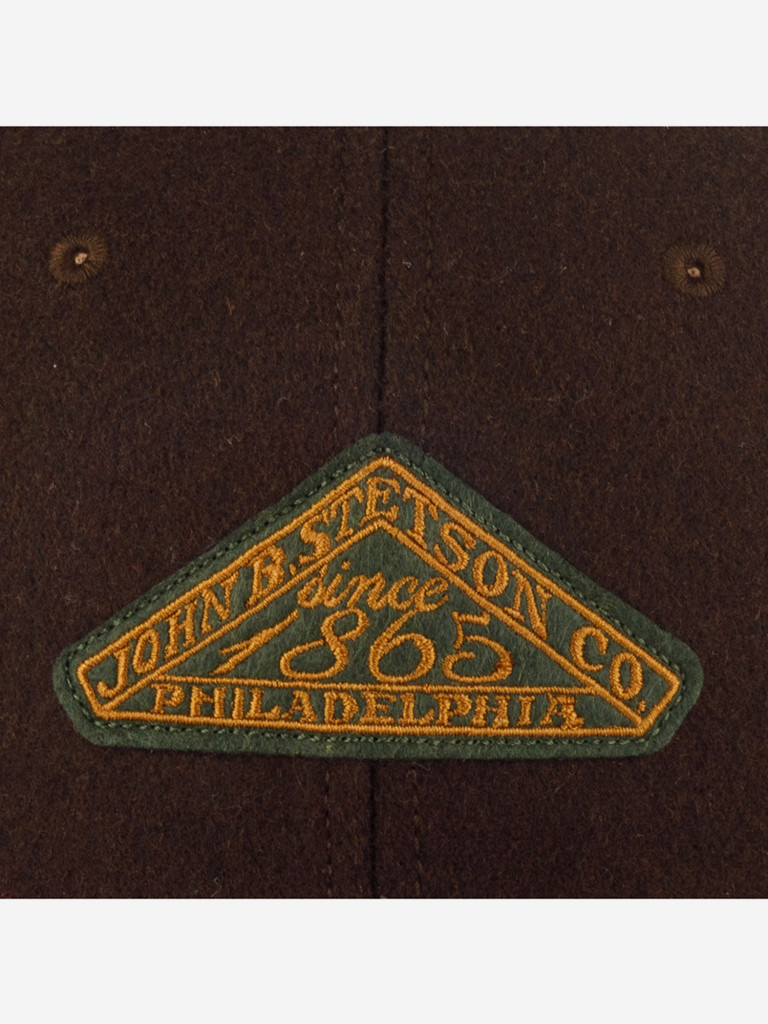 JOHN B. STETSON CO.
since
1865
PHILADELPHIA